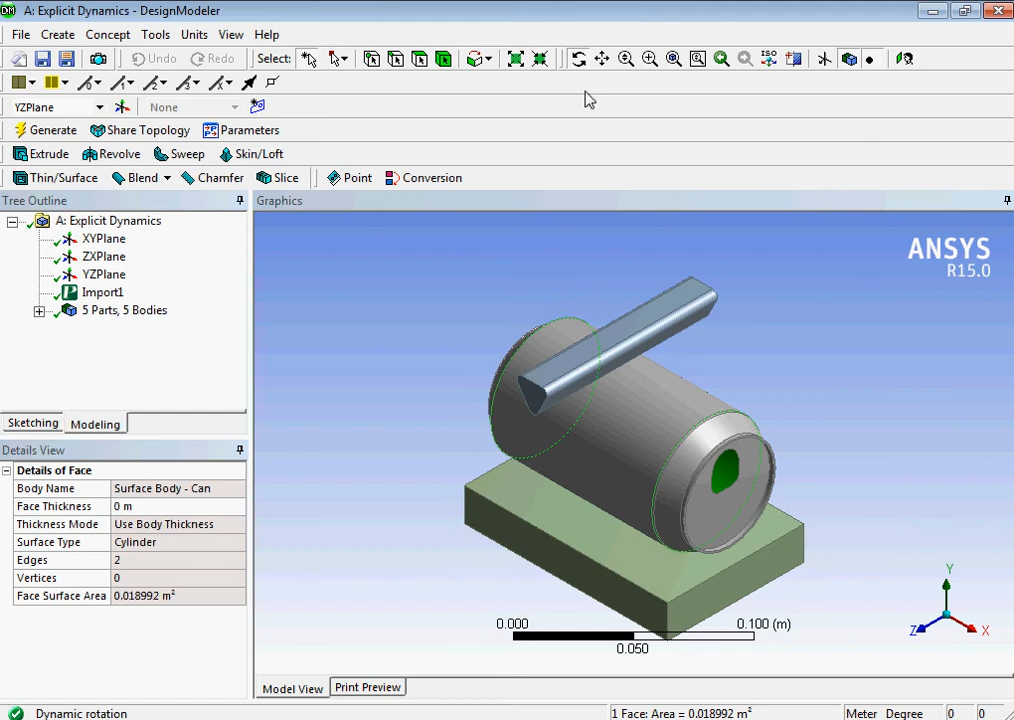 A: Explicit Dynamics - DesignModeler
File Create Concept Tools Units View Help
Undo Redo Select: ISO
YZPlane None
Generate Share Topology Parameters
Extrude Revolve Sweep Skin/Loft
Thin/Surface Blend Chamfer Slice Point Conversion
Tree Outline
A: Explicit Dynamics
XYPlane
ZXPlane
YZPlane
Import1
5 Parts, 5 Bodies
Sketching Modeling
Details View
Details of Face
Body Name Surface Body - Can
Face Thickness 0 m
Thickness Mode Use Body Thickness
Surface Type Cylinder
Edges 2
Vertices 0
Face Surface Area 0.018992 m²
Graphics
ANSYS
R15.0
0.000 0.100 (m)
0.050
Y
Z X
Model View Print Preview
Dynamic rotation 1 Face: Area = 0.018992 m² Meter Degree 0 0